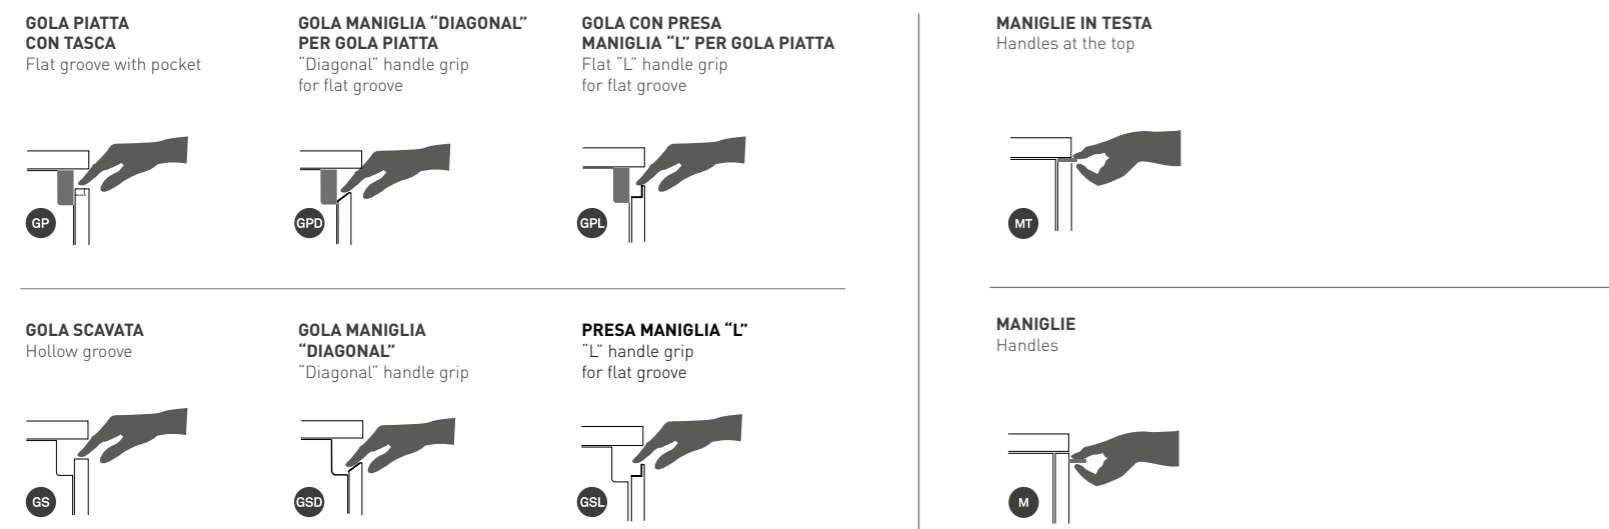 GOLA PIATTA
CON TASCA
Flat groove with pocket
GP
GOLA MANIGLIA “DIAGONAL”
PER GOLA PIATTA
“Diagonal” handle grip
for flat groove
GPD
GOLA CON PRESA
MANIGLIA “L” PER GOLA PIATTA
Flat “L” handle grip
for flat groove
GPL
MANIGLIE IN TESTA
Handles at the top
MT
GOLA SCAVATA
Hollow groove
GS
GOLA MANIGLIA
“DIAGONAL”
“Diagonal” handle grip
GSD
PRESA MANIGLIA “L”
“L” handle grip
for flat groove
GSL
MANIGLIE
Handles
M